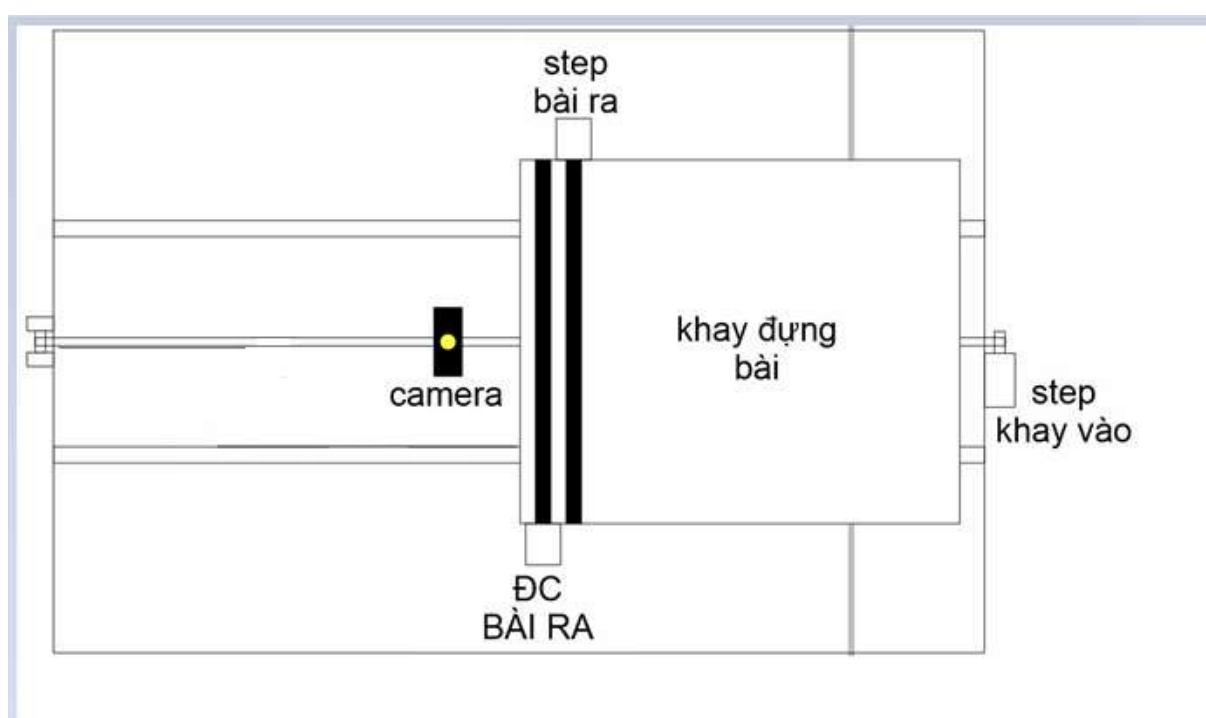 step
bài ra
khay đựng
bài
camera
step
khay vào
ĐC
BÀI RA